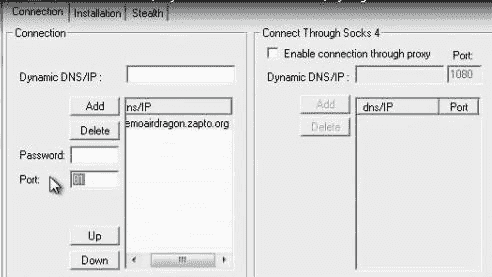 Connection
Installation
Stealth
Connection
Dynamic DNS/IP :
Add
ns/IP
Delete
emoairdragon.zapto.org
Password:
Port:
81
Up
Down
Connect Through Socks 4
Enable connection through proxy
Port:
Dynamic DNS/IP :
1080
Add
dns/IP
Port
Delete